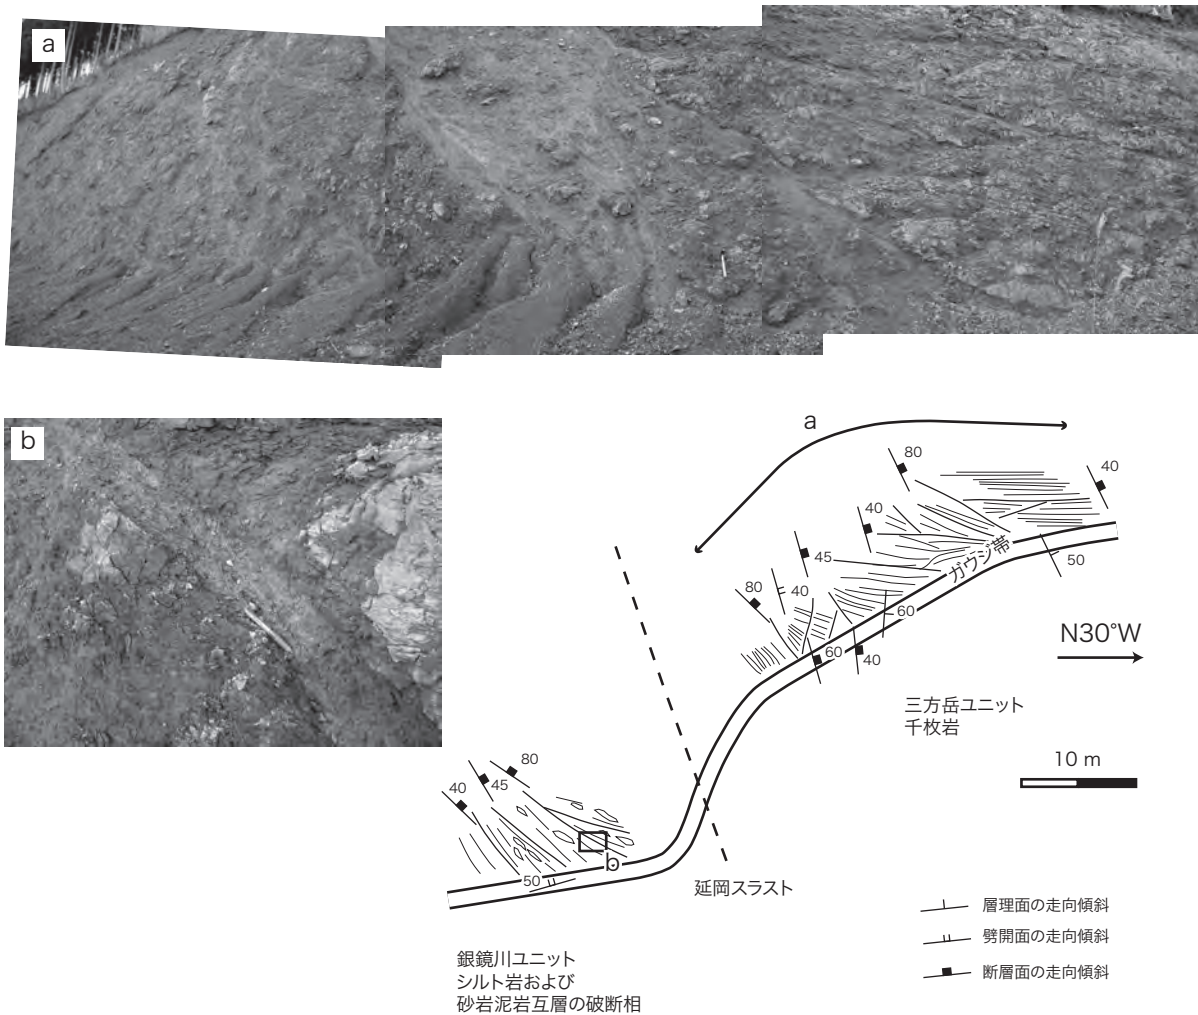 a
b
a
80
40
40
45
ガウジ帯
50
80
40
60
N30°W
60
40
三方岳ユニット
千枚岩
10 m
80
45
40
b
50
延岡スラスト
層理面の走向傾斜
劈開面の走向傾斜
断層面の走向傾斜
銀鏡川ユニット
シルト岩および
砂岩泥岩互層の破断相